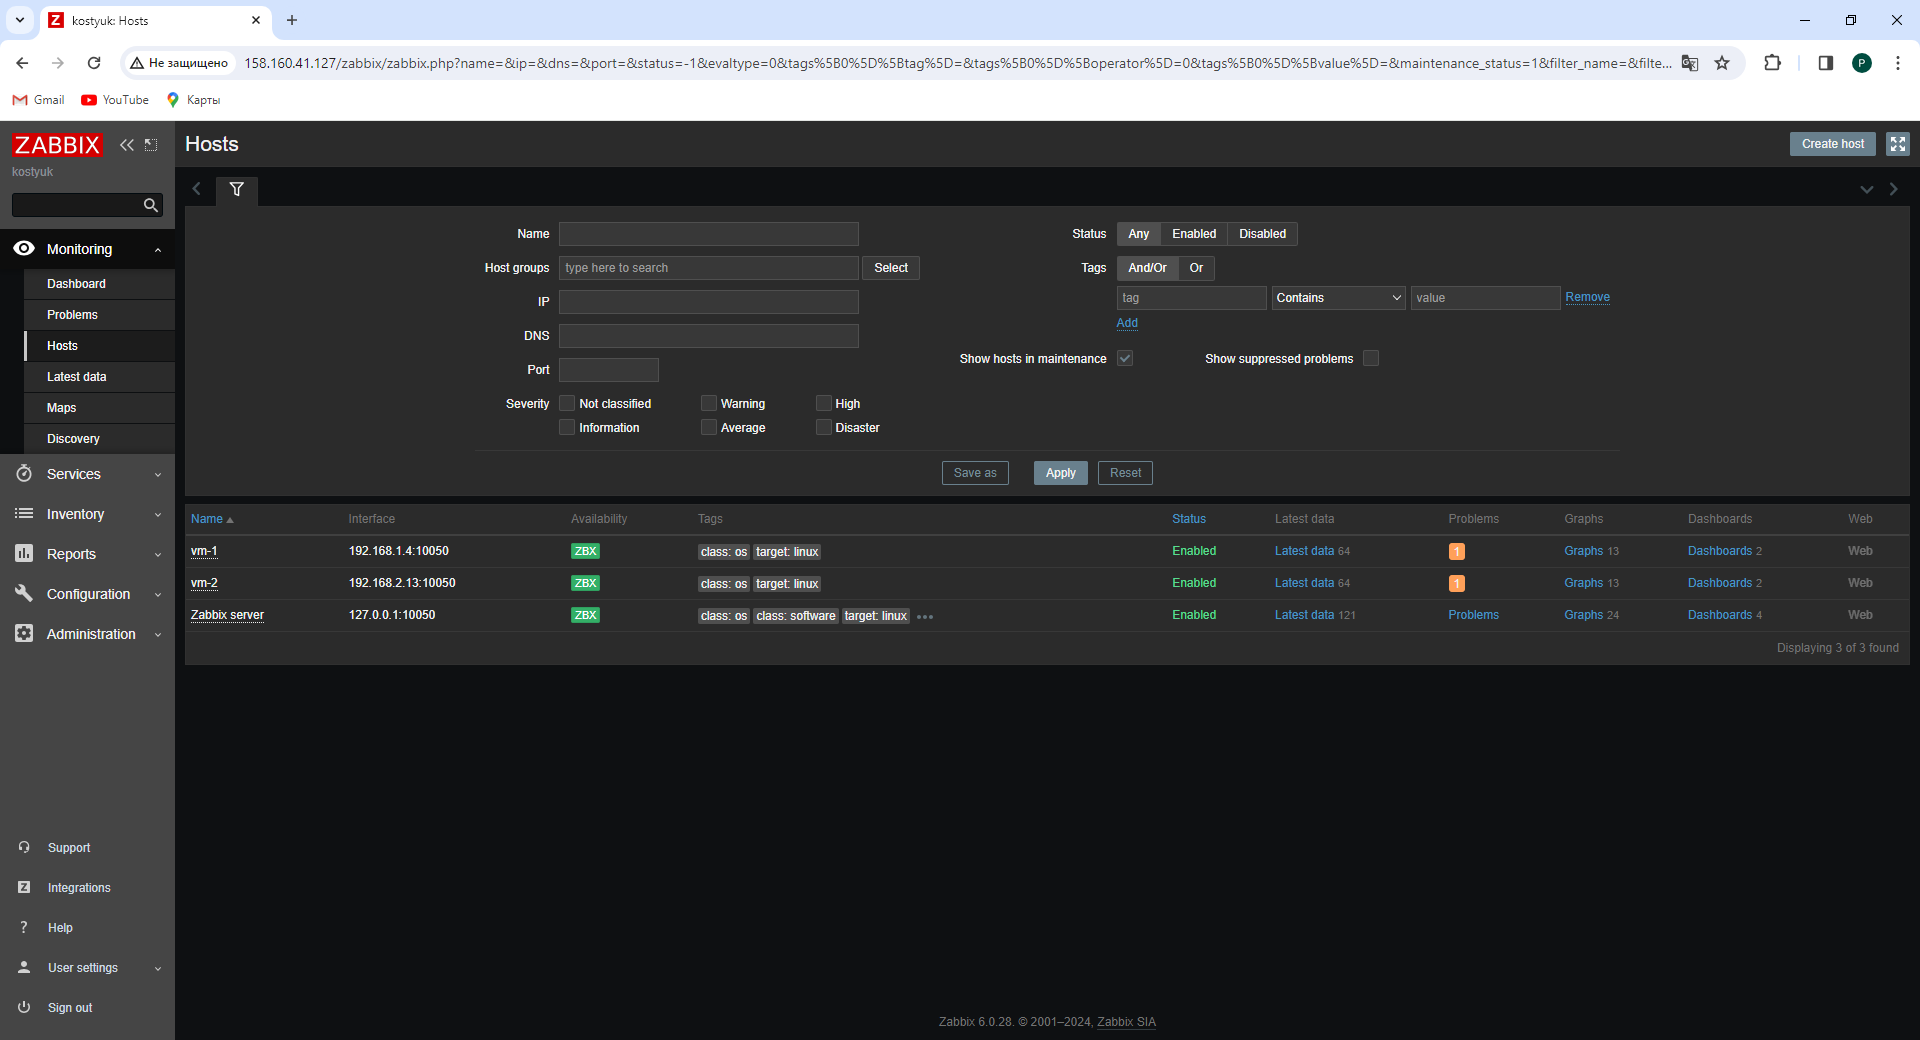 kostyuk: Hosts
Не защищено
158.160.41.127/zabbix/zabbix.php?name=&ip=&dns=&port=&status=-1&evaltype=0&tags%5B0%5D%5Btag%5D=&tags%5B0%5D%5Boperator%5D=0&tags%5B0%5D%5Bvalue%5D=&maintenance_status=1&filter_name=&filte...
P
Gmail
YouTube
Карты
ZABBIX
kostyuk
Monitoring
Dashboard
Problems
Hosts
Latest data
Maps
Discovery
Services
Inventory
Reports
Configuration
Administration
Support
Integrations
Help
User settings
Sign out
Hosts
Create host
Name
Host groups type here to search Select
IP
DNS
Port
Severity Not classified Warning High
Information Average Disaster
Status Any Enabled Disabled
Tags And/Or Or
tag Contains value Remove
Add
Show hosts in maintenance Show suppressed problems
Save as Apply Reset
Name Interface Availability Tags Status Latest data Problems Graphs Dashboards Web
vm-1 192.168.1.4:10050 ZBX class: os target: linux Enabled Latest data 64 1 Graphs 13 Dashboards 2 Web
vm-2 192.168.2.13:10050 ZBX class: os target: linux Enabled Latest data 64 1 Graphs 13 Dashboards 2 Web
Zabbix server 127.0.0.1:10050 ZBX class: os class: software target: linux ••• Enabled Latest data 121 Problems Graphs 24 Dashboards 4 Web
Displaying 3 of 3 found
Zabbix 6.0.28. © 2001–2024, Zabbix SIA